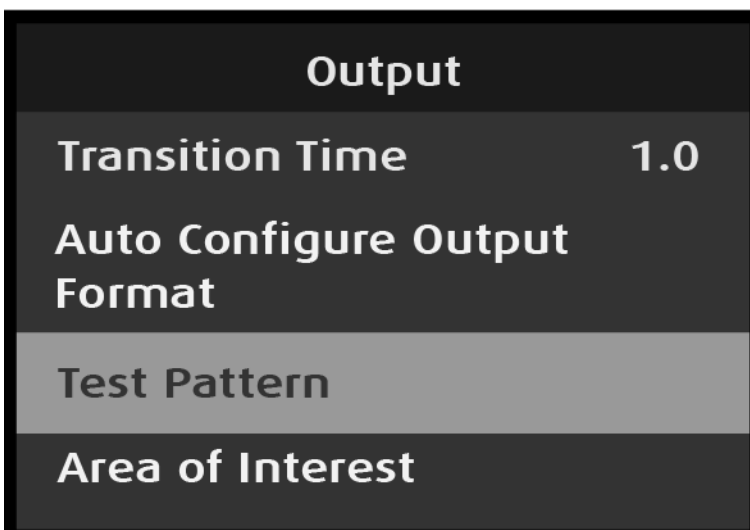 Output
Transition Time 1.0
Auto Configure Output
Format
Test Pattern
Area of Interest